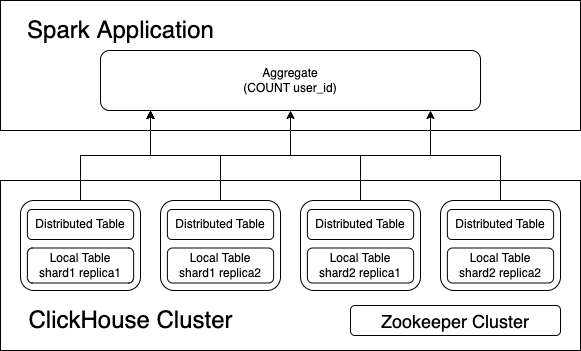 Spark Application
Aggregate
(COUNT user_id)
Distributed Table
Local Table
shard1 replica1
Distributed Table
Local Table
shard1 replica2
Distributed Table
Local Table
shard2 replica1
Distributed Table
Local Table
shard2 replica2
ClickHouse Cluster
Zookeeper Cluster